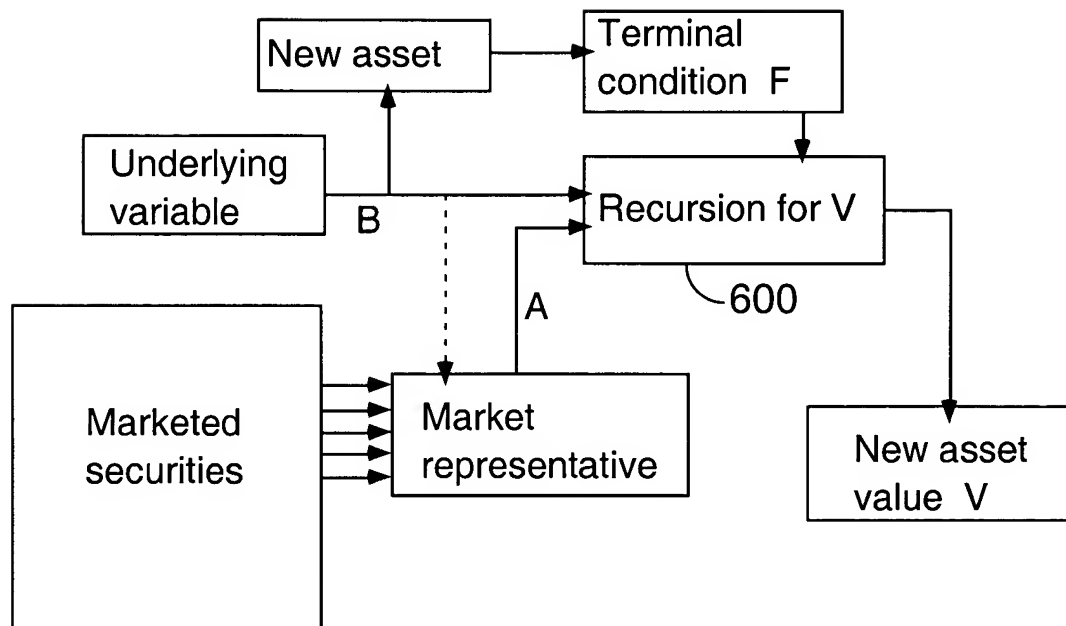 New asset
Terminal
condition F
Underlying
variable
B
Recursion for V
600
A
Marketed
securities
Market
representative
New asset
value V